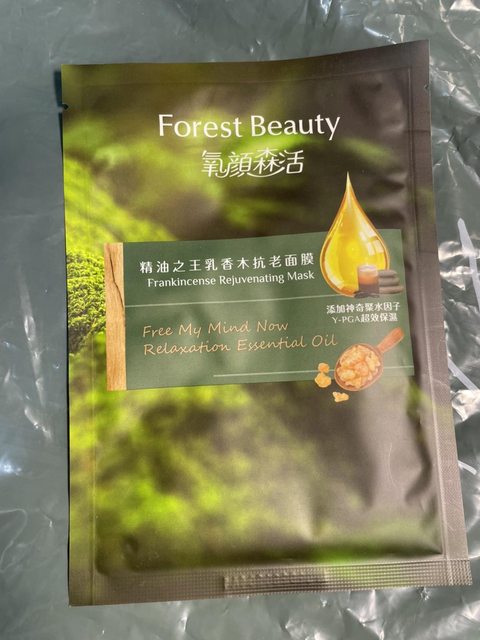 Forest Beauty
氧顏森活
精油之王乳香木抗老面膜
Frankincense Rejuvenating Mask
添加神奇聚水因子
Υ-PGA超效保濕
Free My Mind Now
Relaxation Essential Oil